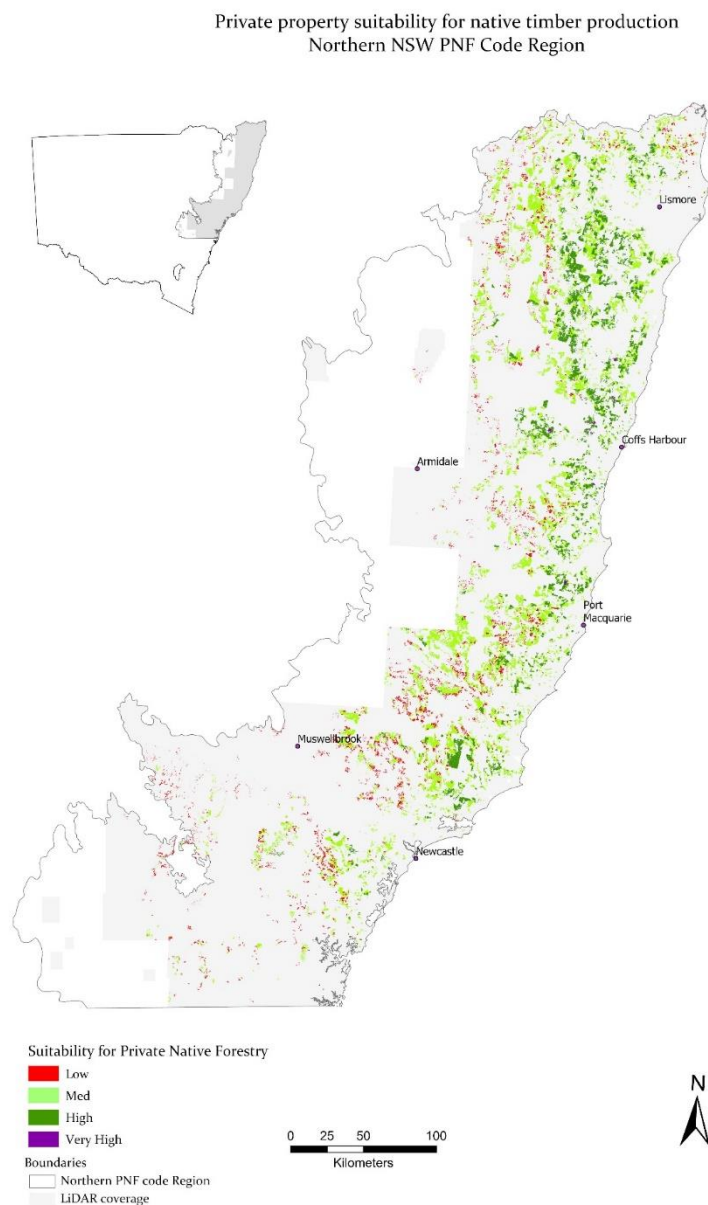 Private property suitability for native timber production
Northern NSW PNF Code Region
Lismore
Coffs Harbour
Armidale
Port
Macquarie
Muswellbrook
Newcastle
Suitability for Private Native Forestry
Low
Med
High
Very High
Boundaries
Northern PNF code Region
LiDAR coverage
0 25 50 100
Kilometers
N